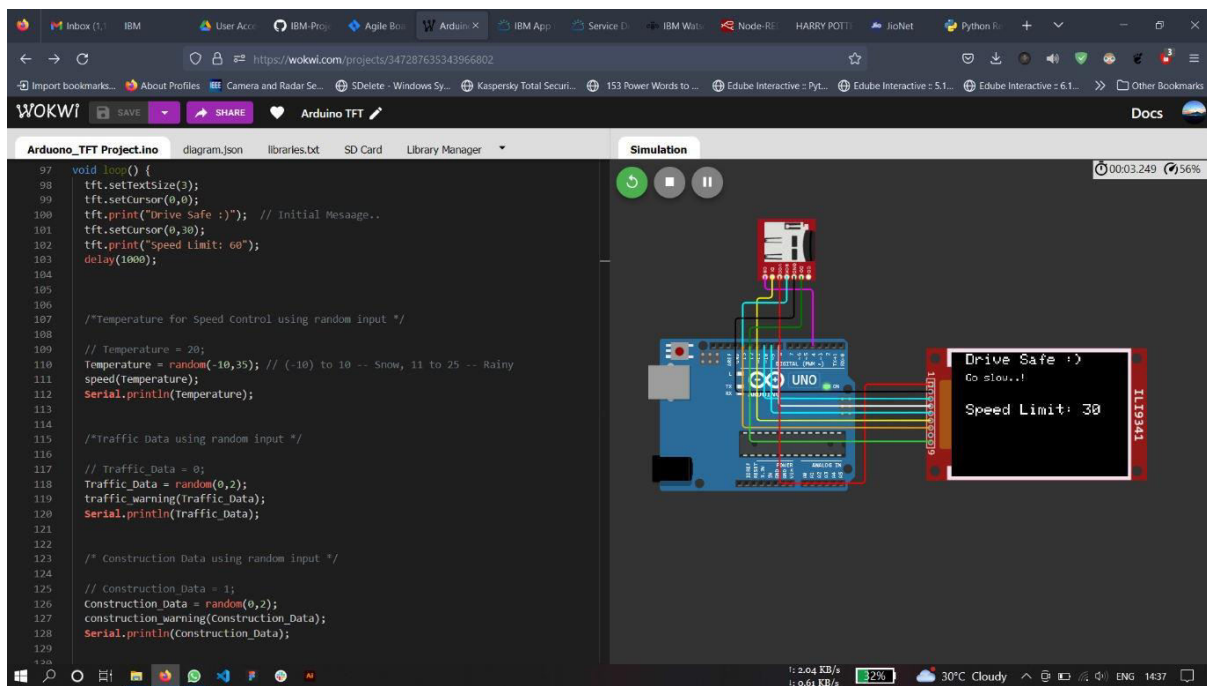 Inbox (1,
IBM
User Acco
IBM-Proj
Agile Boa
Arduin
IBM App
Service D
IBM Wats
Node-RE
HARRY POTT
JioNet
Python R
https://wokwi.com/projects/347287635343966802
Import bookmarks...
About Profiles
Camera and Radar Se...
SDelete - Windows Sy...
Kaspersky Total Securi...
153 Power Words to ...
Edube Interactive :: Pyt...
Edube Interactive :: 5.1...
Edube Interactive :: 6.1...
Other Bookmarks
WOKWI
SAVE
SHARE
Arduino TFT
Docs
Arduono_TFT Project.ino
diagram.json
libraries.txt
SD Card
Library Manager
Simulation
97 void loop() {
98 tft.setTextSize(3);
99 tft.setCursor(0,0);
100 tft.print("Drive Safe :)"); // Initial Mesaage..
101 tft.setCursor(0,30);
102 tft.print("Speed Limit: 60");
103 delay(1000);
104
105
106
107 /*Temperature for Speed Control using random input */
108
109 // Temperature = 20;
110 Temperature = random(-10,35); // (-10) to 10 -- Snow, 11 to 25 -- Rainy
111 speed(Temperature);
112 Serial.println(Temperature);
113
114
115 /*Traffic Data using random input */
116
117 // Traffic_Data = 0;
118 Traffic_Data = random(0,2);
119 traffic_warning(Traffic_Data);
120 Serial.println(Traffic_Data);
121
122
123 /* Construction Data using random input */
124
125 // Construction_Data = 1;
126 Construction_Data = random(0,2);
127 construction_warning(Construction_Data);
128 Serial.println(Construction_Data);
129
00:03.249 56%
DIGITAL (PWM ~)
UNO
ON
POWER
ANALOG IN
Drive Safe :)
Go slow..!
Speed Limit: 30
ILI9341
2.04 KB/s
0.61 KB/s
32%
30°C Cloudy
ENG
14:37